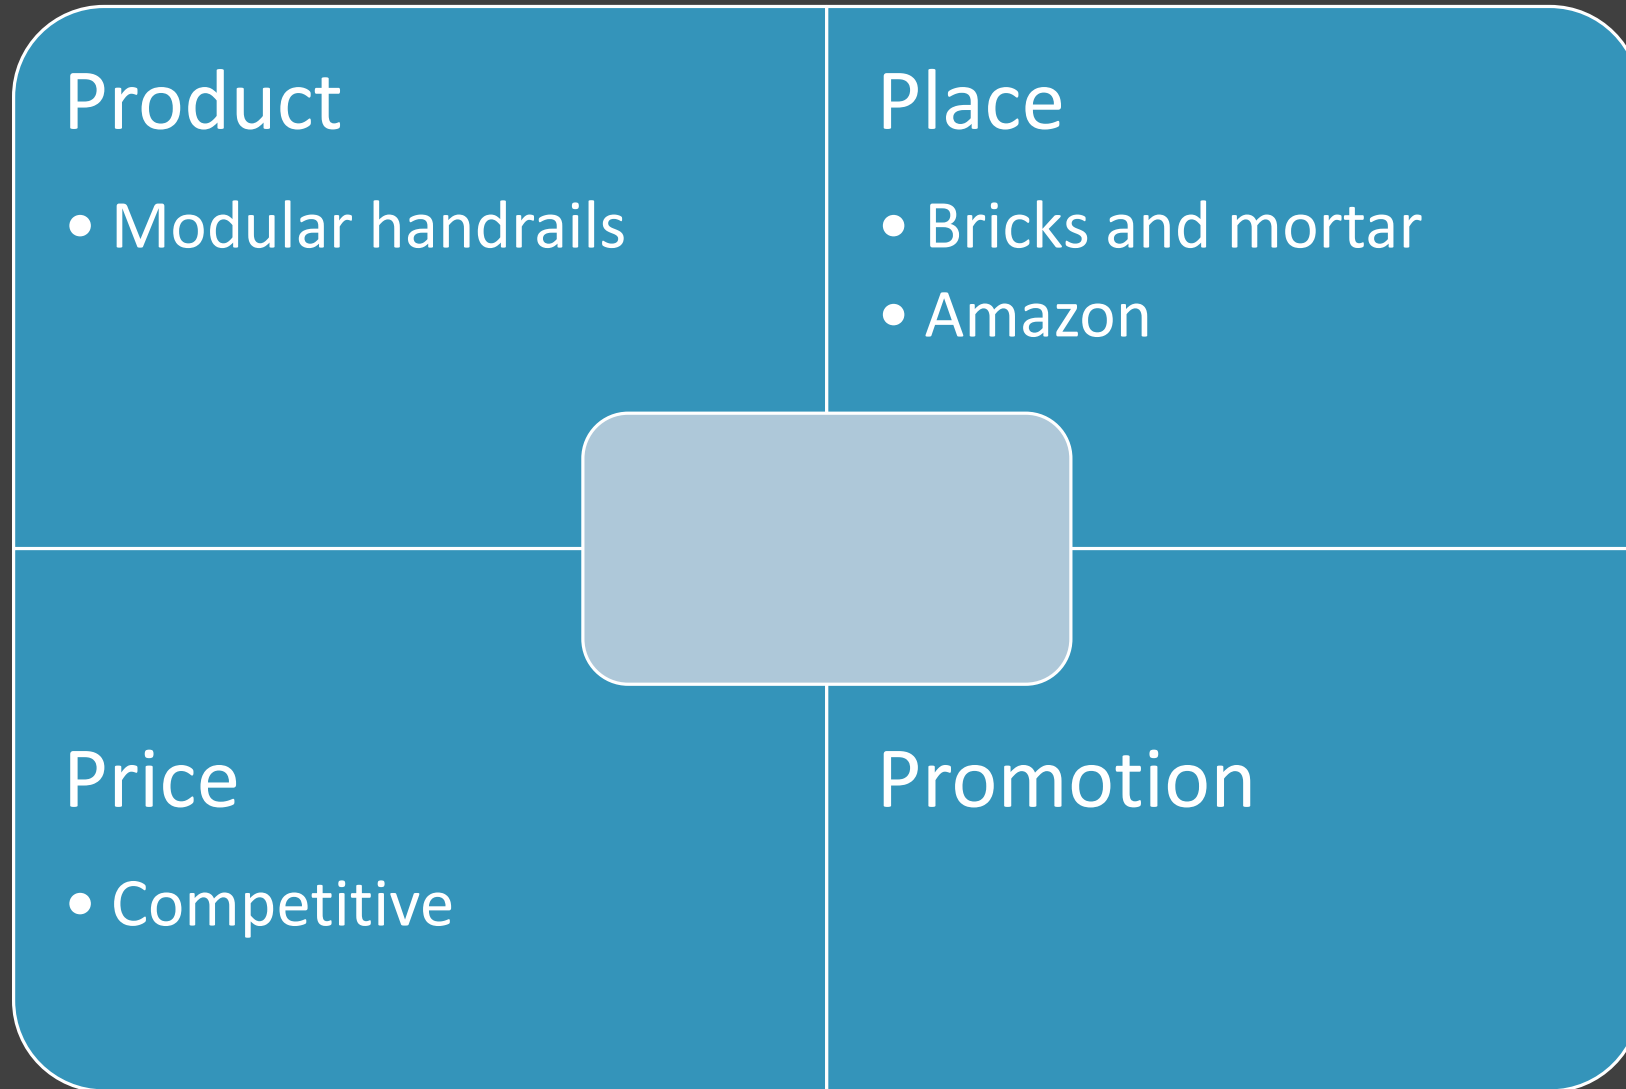 Product
• Modular handrails
Place
• Bricks and mortar
• Amazon
Price
• Competitive
Promotion